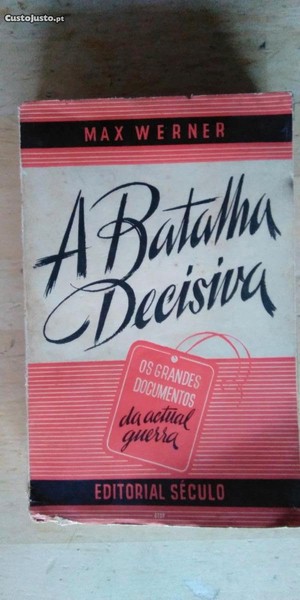 CustoJusto.pt
MAX WERNER
A Batalha
Decisiva
OS GRANDES
DOCUMENTOS
da actual
guerra
EDITORIAL SÉCULO